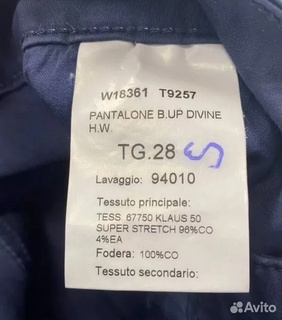 W18361 T9257
PANTALONE B.UP DIVINE
H.W.
TG.28 S
Lavaggio: 94010
Tessuto principale:
TESS. 67750 KLAUS 50
SUPER STRETCH 96%CO
4%EA
Fodera: 100%CO
Tessuto secondario:
Avito